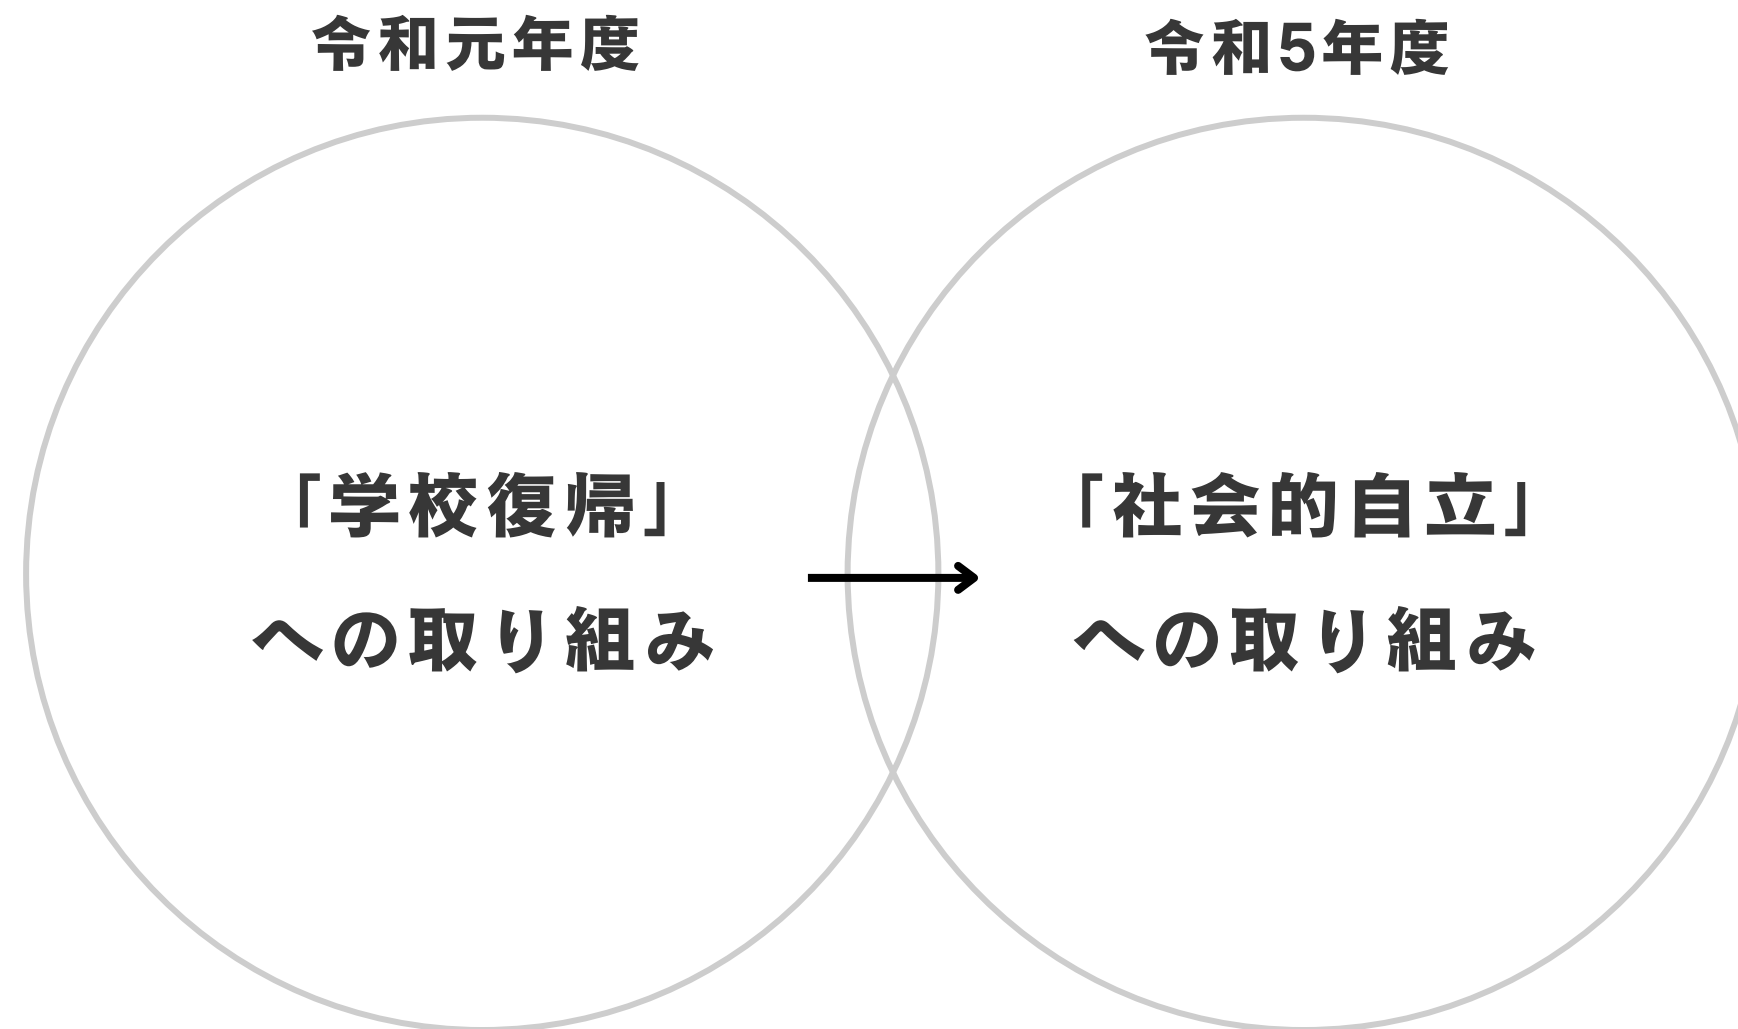 令和元年度
令和5年度
「学校復帰」
への取り組み
「社会的自立」
への取り組み